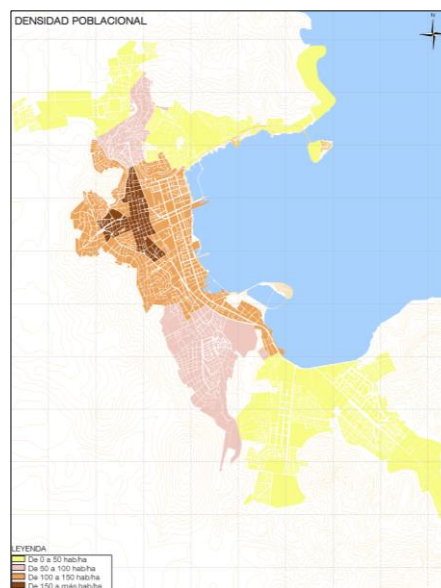 DENSIDAD POBLACIONAL
N
LEYENDA
De 0 a 50 hab/ha
De 50 a 100 hab/ha
De 100 a 150 hab/ha
De 150 a más hab/ha